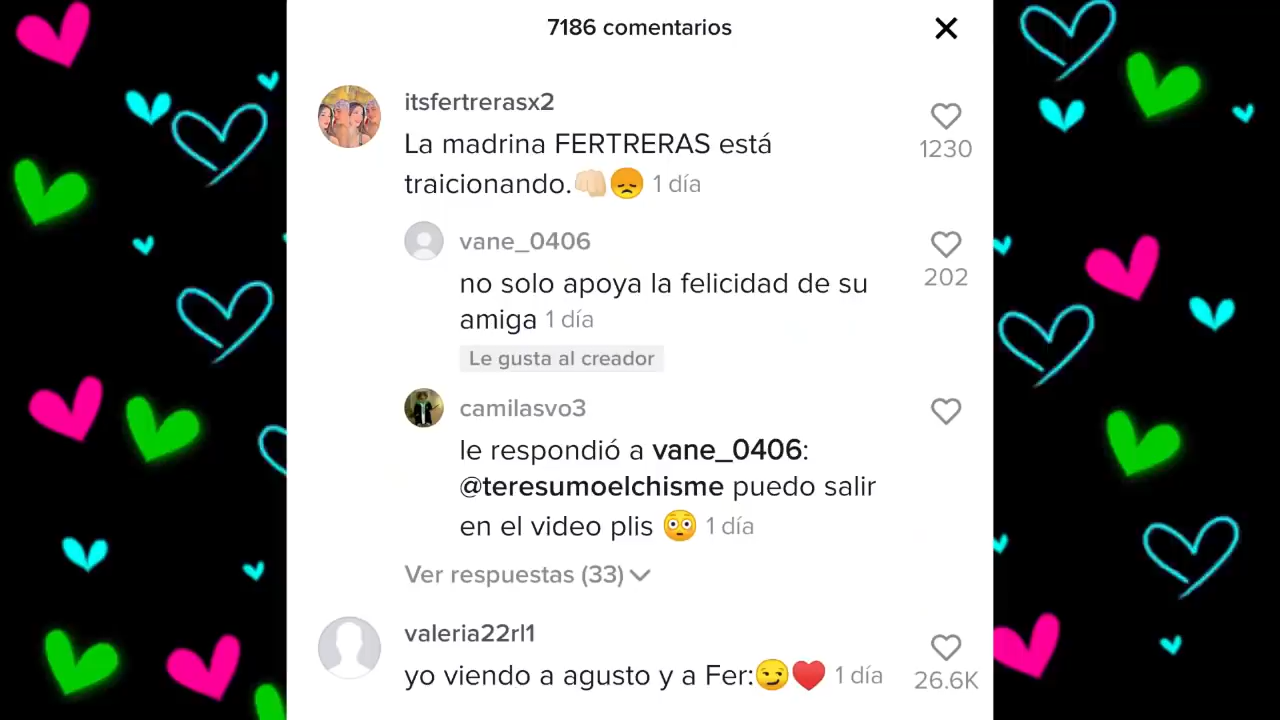 7186 comentarios
itsfertrerasx2
La madrina FERTRERAS está
traicionando.👊🏻😞 1 día
1230
vane_0406
no solo apoya la felicidad de su
amiga 1 día
202
Le gusta al creador
camilasvo3
le respondió a vane_0406:
@teresumoelchisme puedo salir
en el video plis 😳 1 día
Ver respuestas (33)
valeria22rl1
yo viendo a agusto y a Fer:😏♥️ 1 día
26.6K